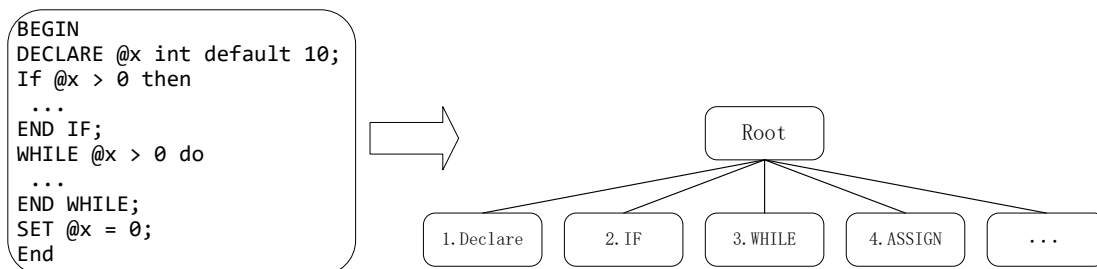 BEGIN
DECLARE @x int default 10;
If @x > 0 then
...
END IF;
WHILE @x > 0 do
...
END WHILE;
SET @x = 0;
End
Root
1.Declare
2.IF
3.WHILE
4.ASSIGN
...